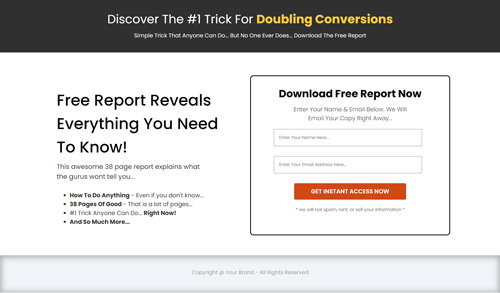 Discover The #1 Trick For Doubling Conversions
Simple Trick That Anyone Can Do... But No One Ever Does... Download The Free Report
Free Report Reveals
Everything You Need
To Know!
This awesome 38 page report explains what
the gurus wont tell you...
How To Do Anything - Even if you don't know...
38 Pages Of Good - That is a lot of pages...
#1 Trick Anyone Can Do... Right Now!
And So Much More...
Download Free Report Now
Enter Your Name & Email Below. We Will
Email Your Copy Right Away...
Enter Your Name Here...
Enter Your Email Address Here...
GET INSTANT ACCESS NOW
* we will not spam, rent, or sell your information *
Copyright @ Your Brand - All Rights Reserved